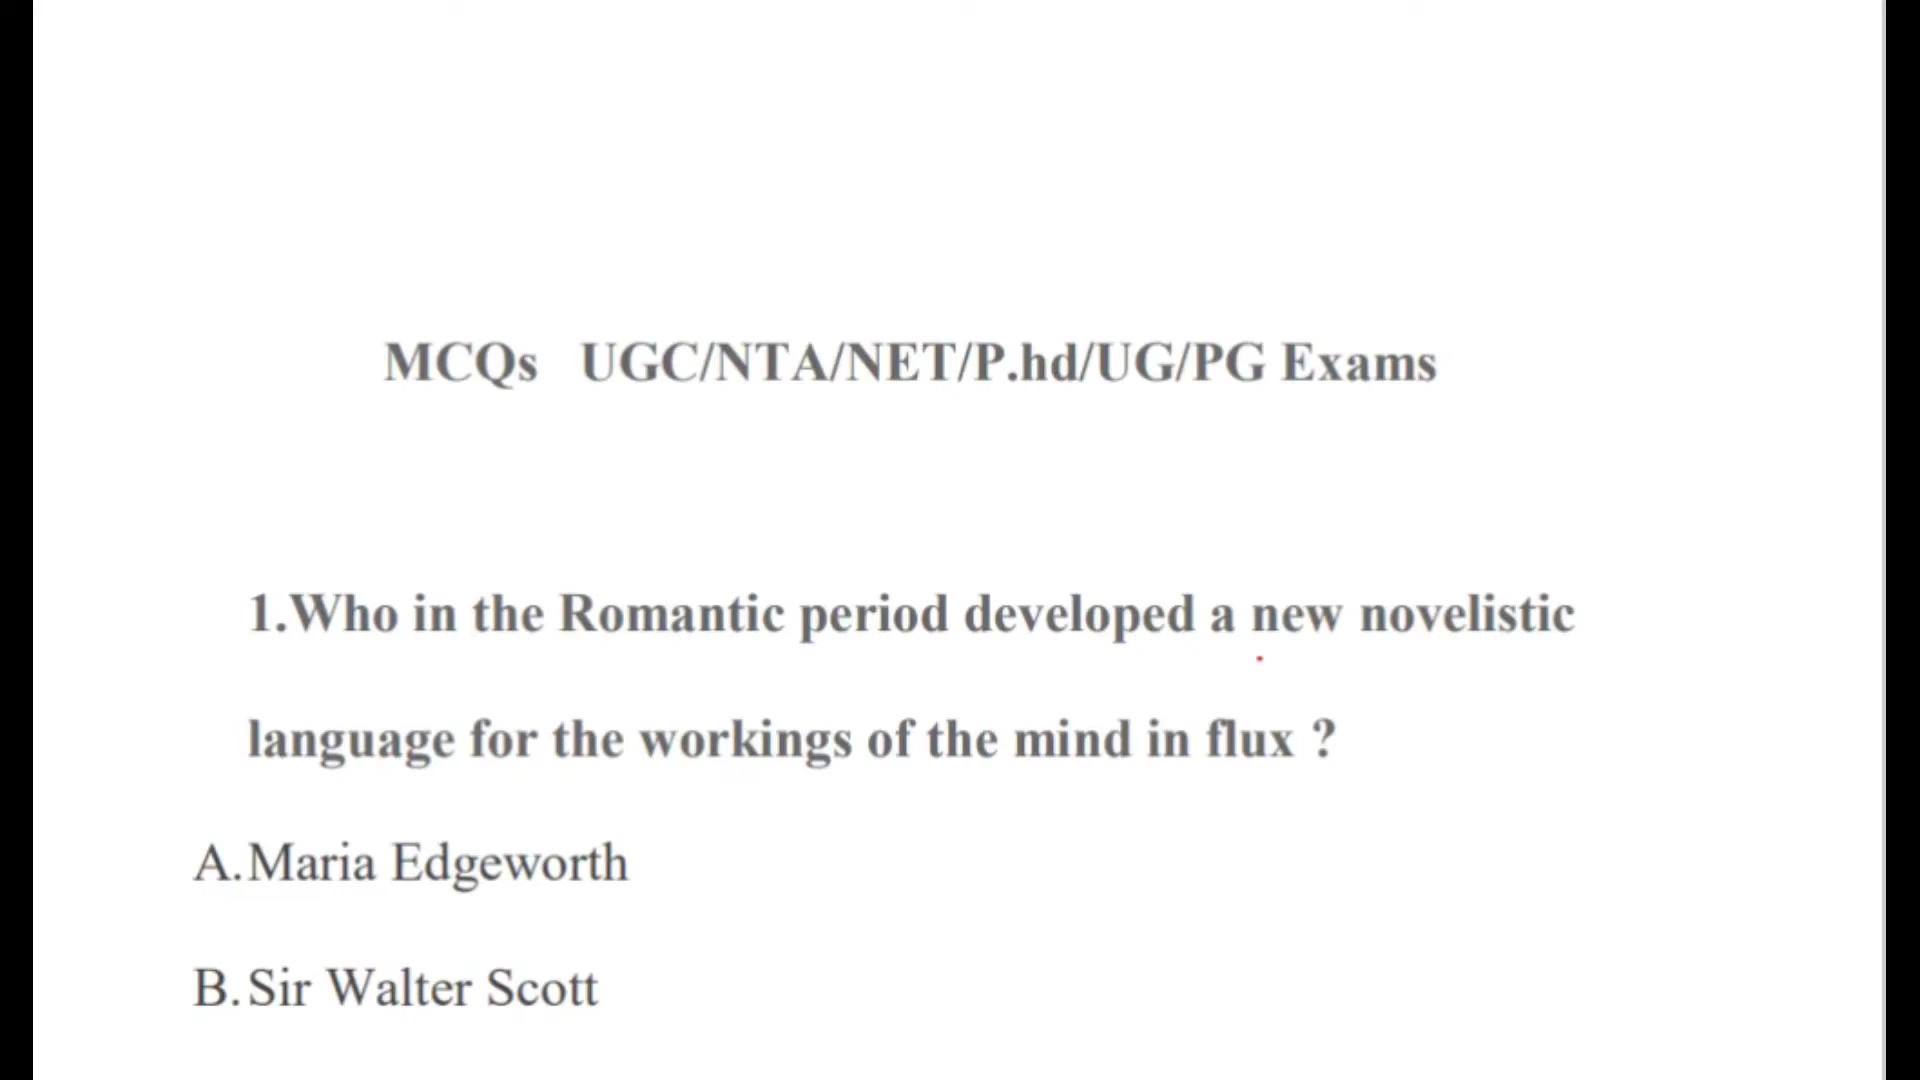 MCQs UGC/NTA/NET/P.hd/UG/PG Exams
1.Who in the Romantic period developed a new novelistic
language for the workings of the mind in flux ?
A.Maria Edgeworth
B.Sir Walter Scott